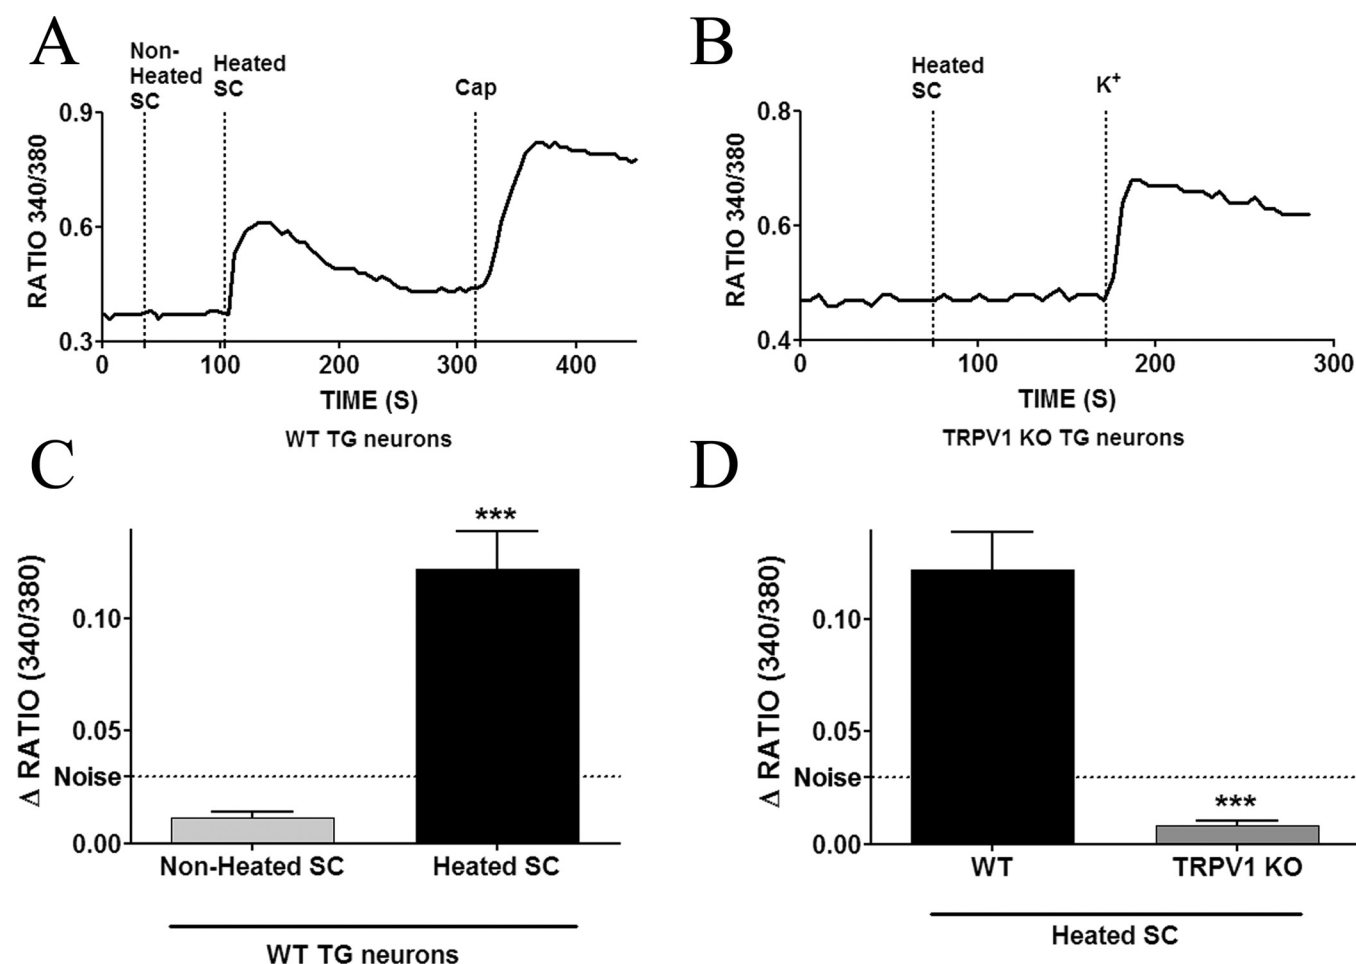 A
Non-
Heated
SC
Heated
SC
Cap
0.9
0.6
0.3
RATIO 340/380
0 100 200 300 400
TIME (S)
WT TG neurons
B
Heated
SC
K+
0.8
0.6
0.4
RATIO 340/380
0 100 200 300
TIME (S)
TRPV1 KO TG neurons
C
***
Δ RATIO (340/380)
0.10
0.05
Noise
0.00
Non-Heated SC Heated SC
WT TG neurons
D
Δ RATIO (340/380)
0.10
0.05
Noise
***
0.00
WT TRPV1 KO
Heated SC